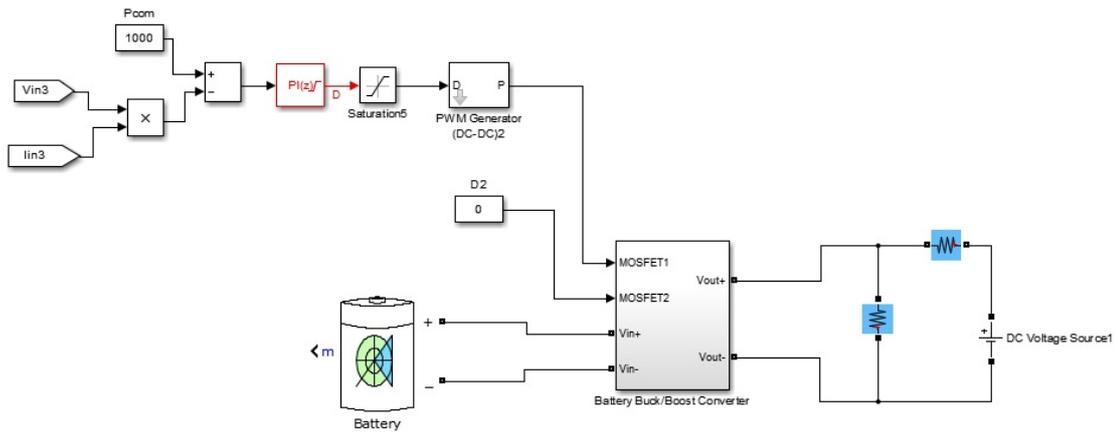 Pcom
1000
Vin3
Iin3
×
+
−
PI(z)
D
Saturation5
D
P
PWM Generator
(DC-DC)2
D2
0
MOSFET1
MOSFET2
Vin+
Vin-
Vout+
Vout-
Battery Buck/Boost Converter
m
+
−
Battery
+
DC Voltage Source1